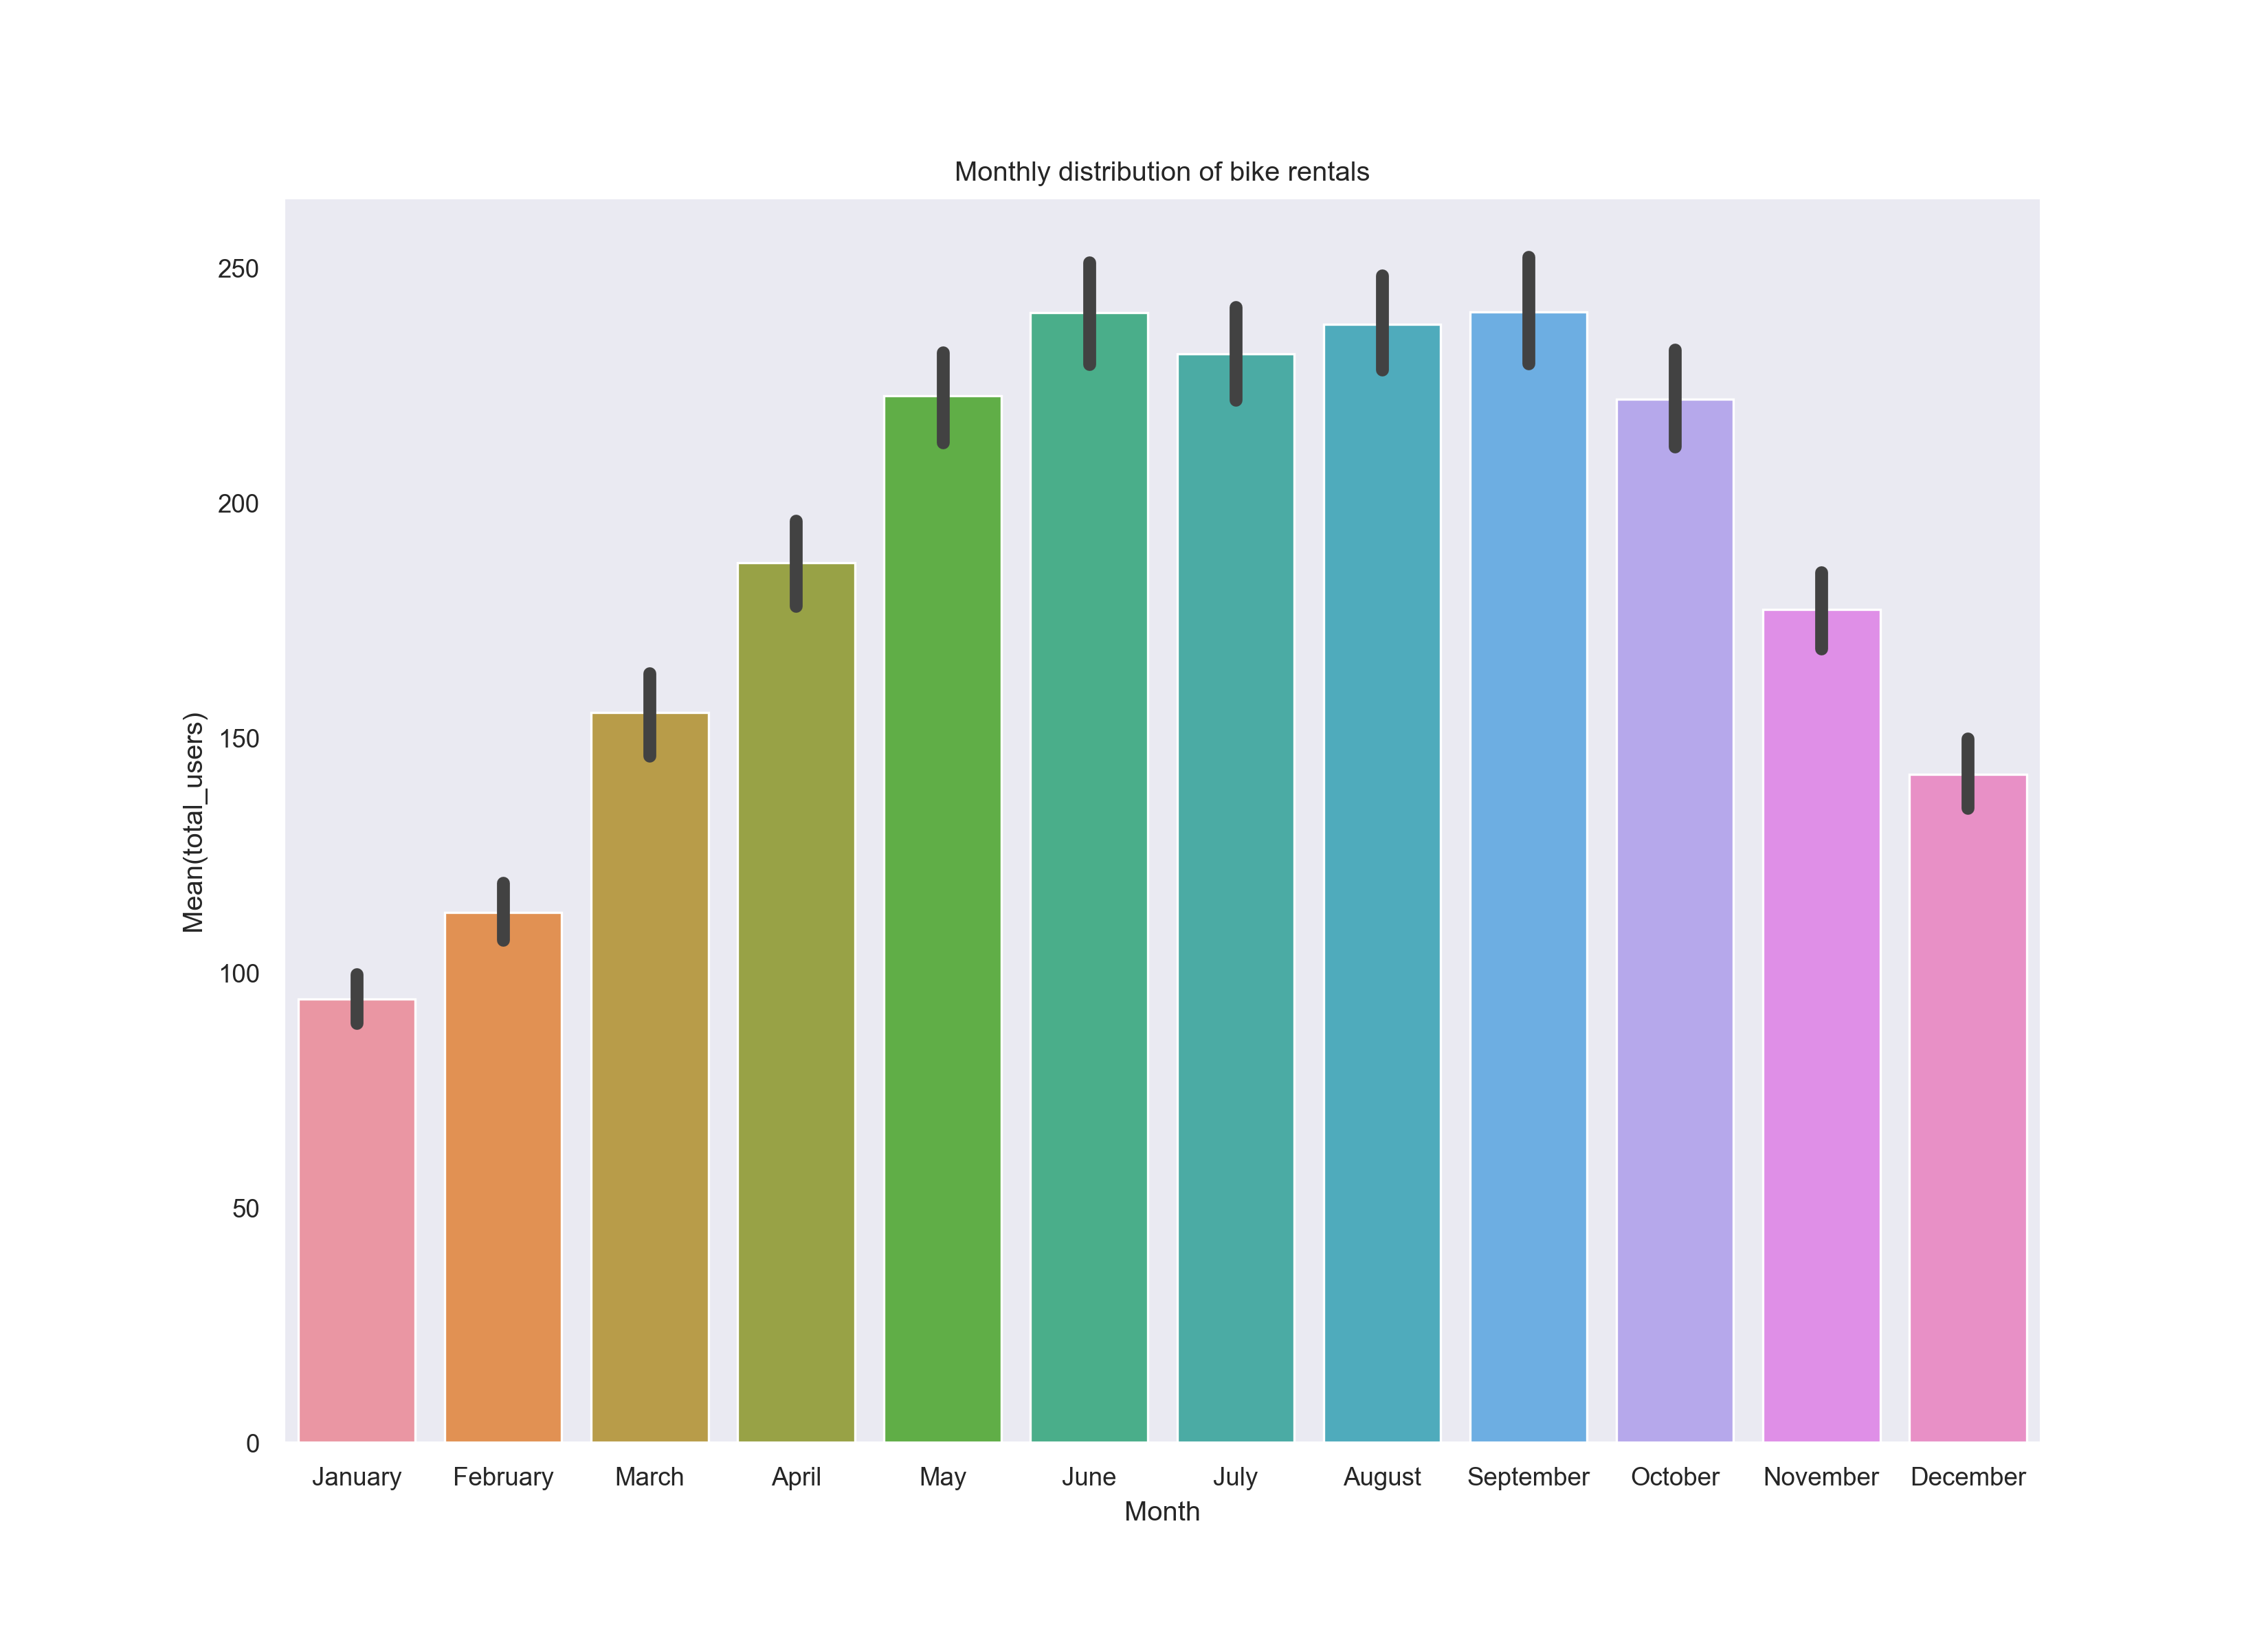 Monthly distribution of bike rentals
250
200
150
100
50
0
Mean(total_users)
January February March April May June July August September October November December
Month